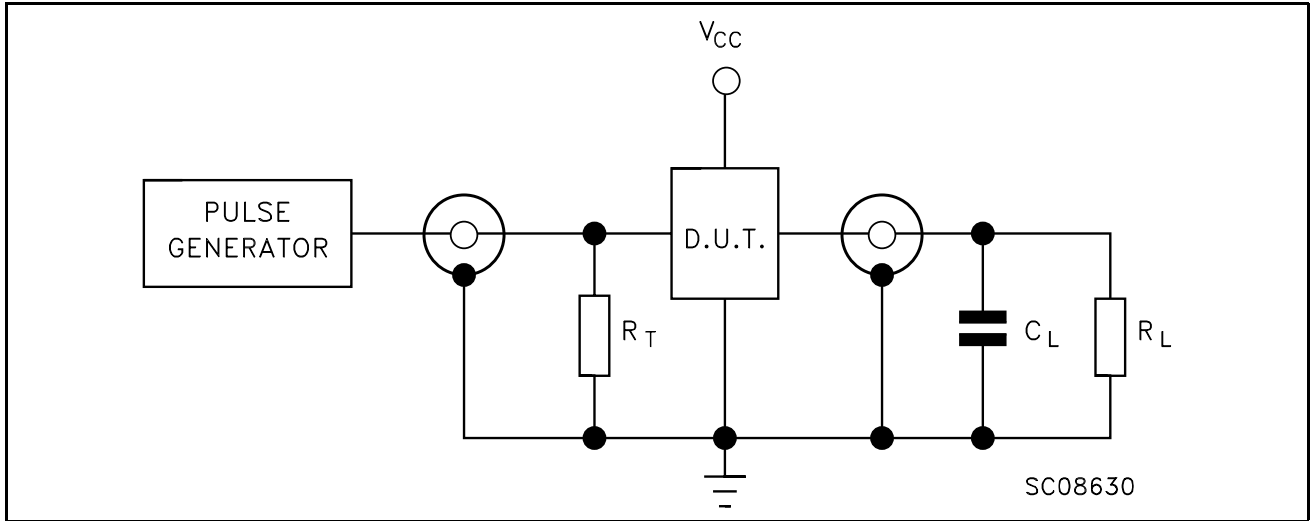 VCC
PULSE
GENERATOR
D.U.T.
RT
CL
RL
SC08630